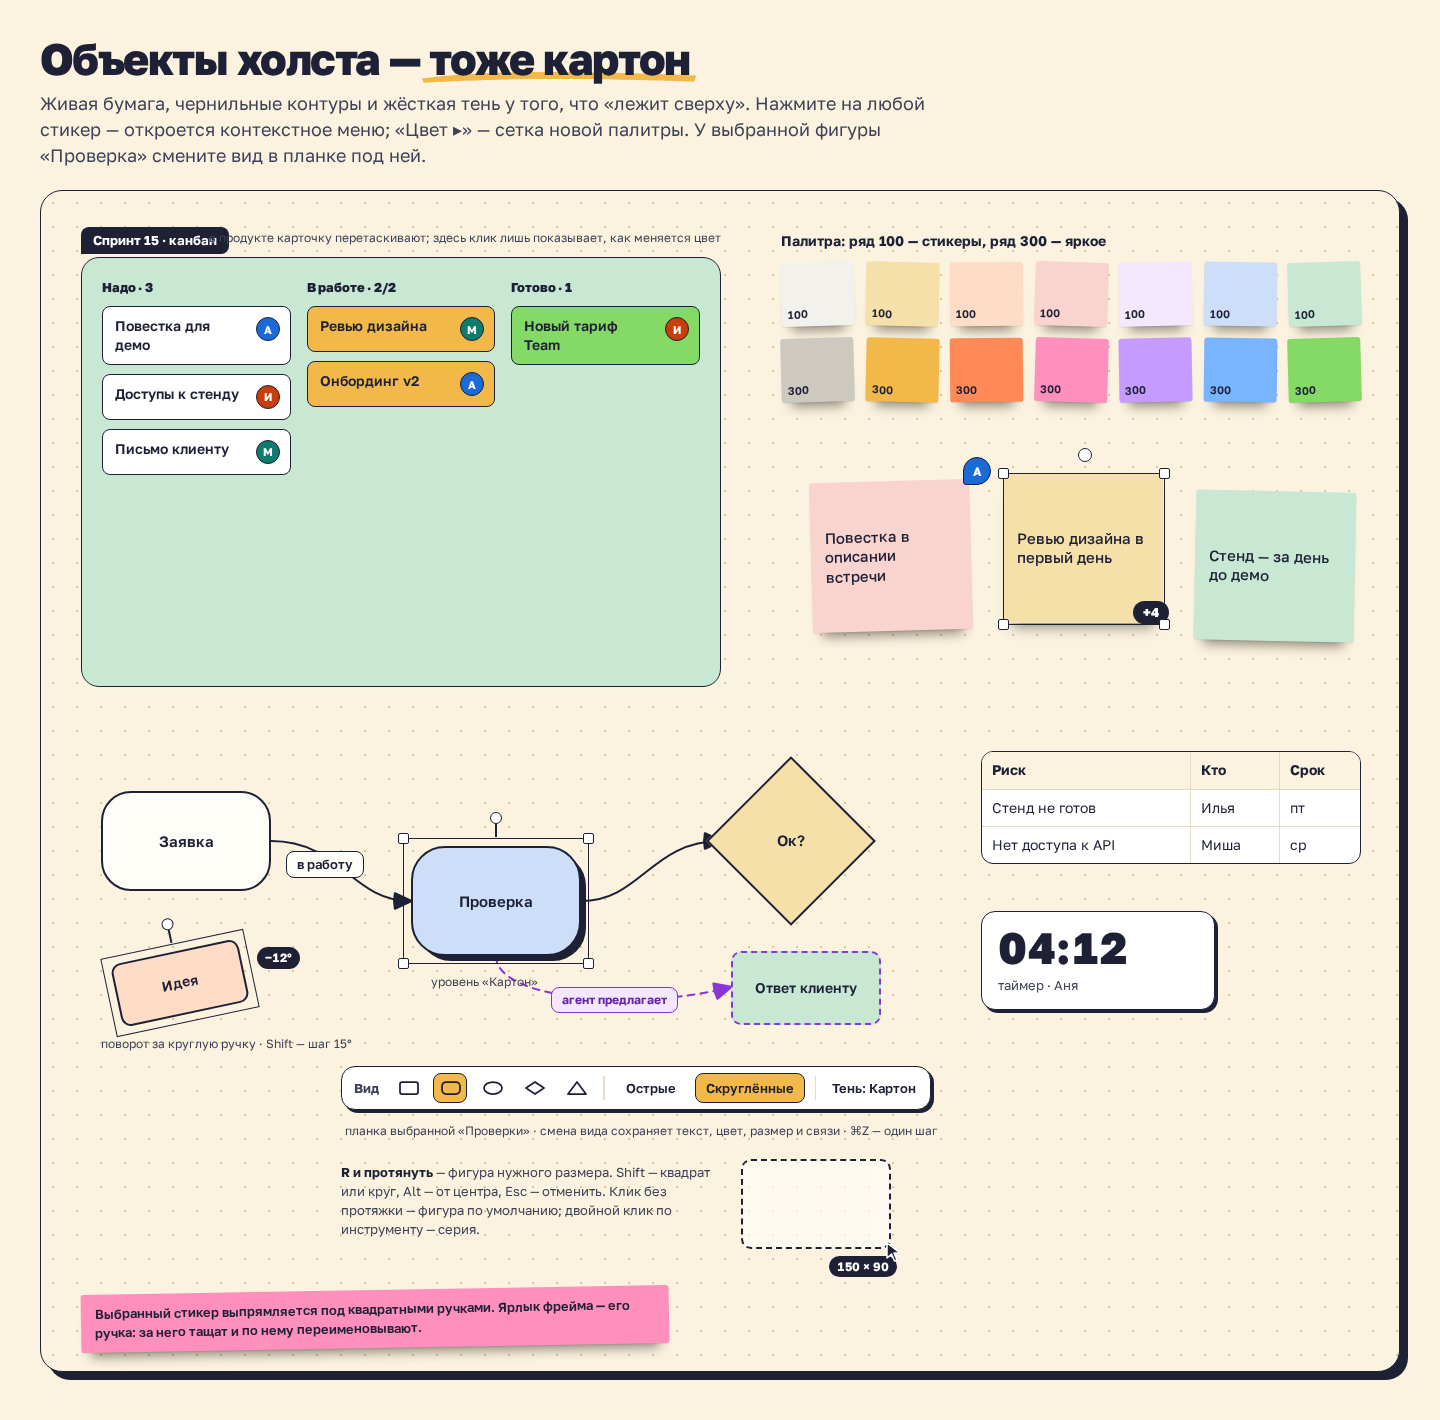 Объекты холста — тоже картон
Живая бумага, чернильные контуры и жёсткая тень у того, что «лежит сверху». Нажмите на любой
стикер — откроется контекстное меню; «Цвет ▸» — сетка новой палитры. У выбранной фигуры
«Проверка» смените вид в планке под ней.
Спринт 15 · канбан
продукте карточку перетаскивают; здесь клик лишь показывает, как меняется цвет
Надо · 3
Повестка для
демо
А
Доступы к стенду
И
Письмо клиенту
М
В работе · 2/2
Ревью дизайна
М
Онбординг v2
А
Готово · 1
Новый тариф
Team
И
Палитра: ряд 100 — стикеры, ряд 300 — яркое
100 100 100 100 100 100 100
300 300 300 300 300 300 300
А
Повестка в
описании
встречи
Ревью дизайна в
первый день
+4
Стенд — за день
до демо
Заявка
в работу
Проверка
уровень «Картон»
Ок?
агент предлагает
Ответ клиенту
Идея
−12°
поворот за круглую ручку · Shift — шаг 15°
Риск Кто Срок
Стенд не готов Илья пт
Нет доступа к API Миша ср
04:12
таймер · Аня
Вид Острые Скруглённые Тень: Картон
планка выбранной «Проверки» · смена вида сохраняет текст, цвет, размер и связи · ⌘Z — один шаг
R и протянуть — фигура нужного размера. Shift — квадрат
или круг, Alt — от центра, Esc — отменить. Клик без
протяжки — фигура по умолчанию; двойной клик по
инструменту — серия.
150 × 90
Выбранный стикер выпрямляется под квадратными ручками. Ярлык фрейма — его
ручка: за него тащат и по нему переименовывают.